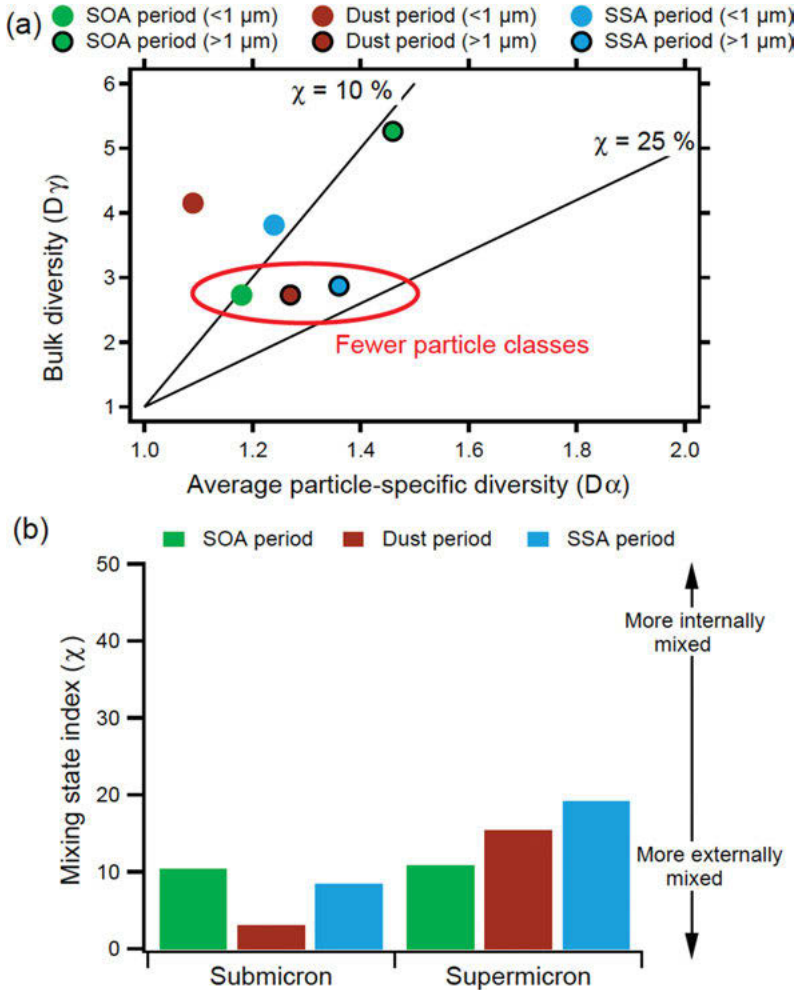 (a)
SOA period (<1 μm) Dust period (<1 μm) SSA period (<1 μm)
SOA period (>1 μm) Dust period (>1 μm) SSA period (>1 μm)
6
5
4
3
2
1
Bulk diversity (Dγ)
χ = 10 %
χ = 25 %
Fewer particle classes
1.0 1.2 1.4 1.6 1.8 2.0
Average particle-specific diversity (Dα)
(b)
SOA period Dust period SSA period
50
40
30
20
10
0
Mixing state index (χ)
More internally
mixed
More externally
mixed
Submicron Supermicron